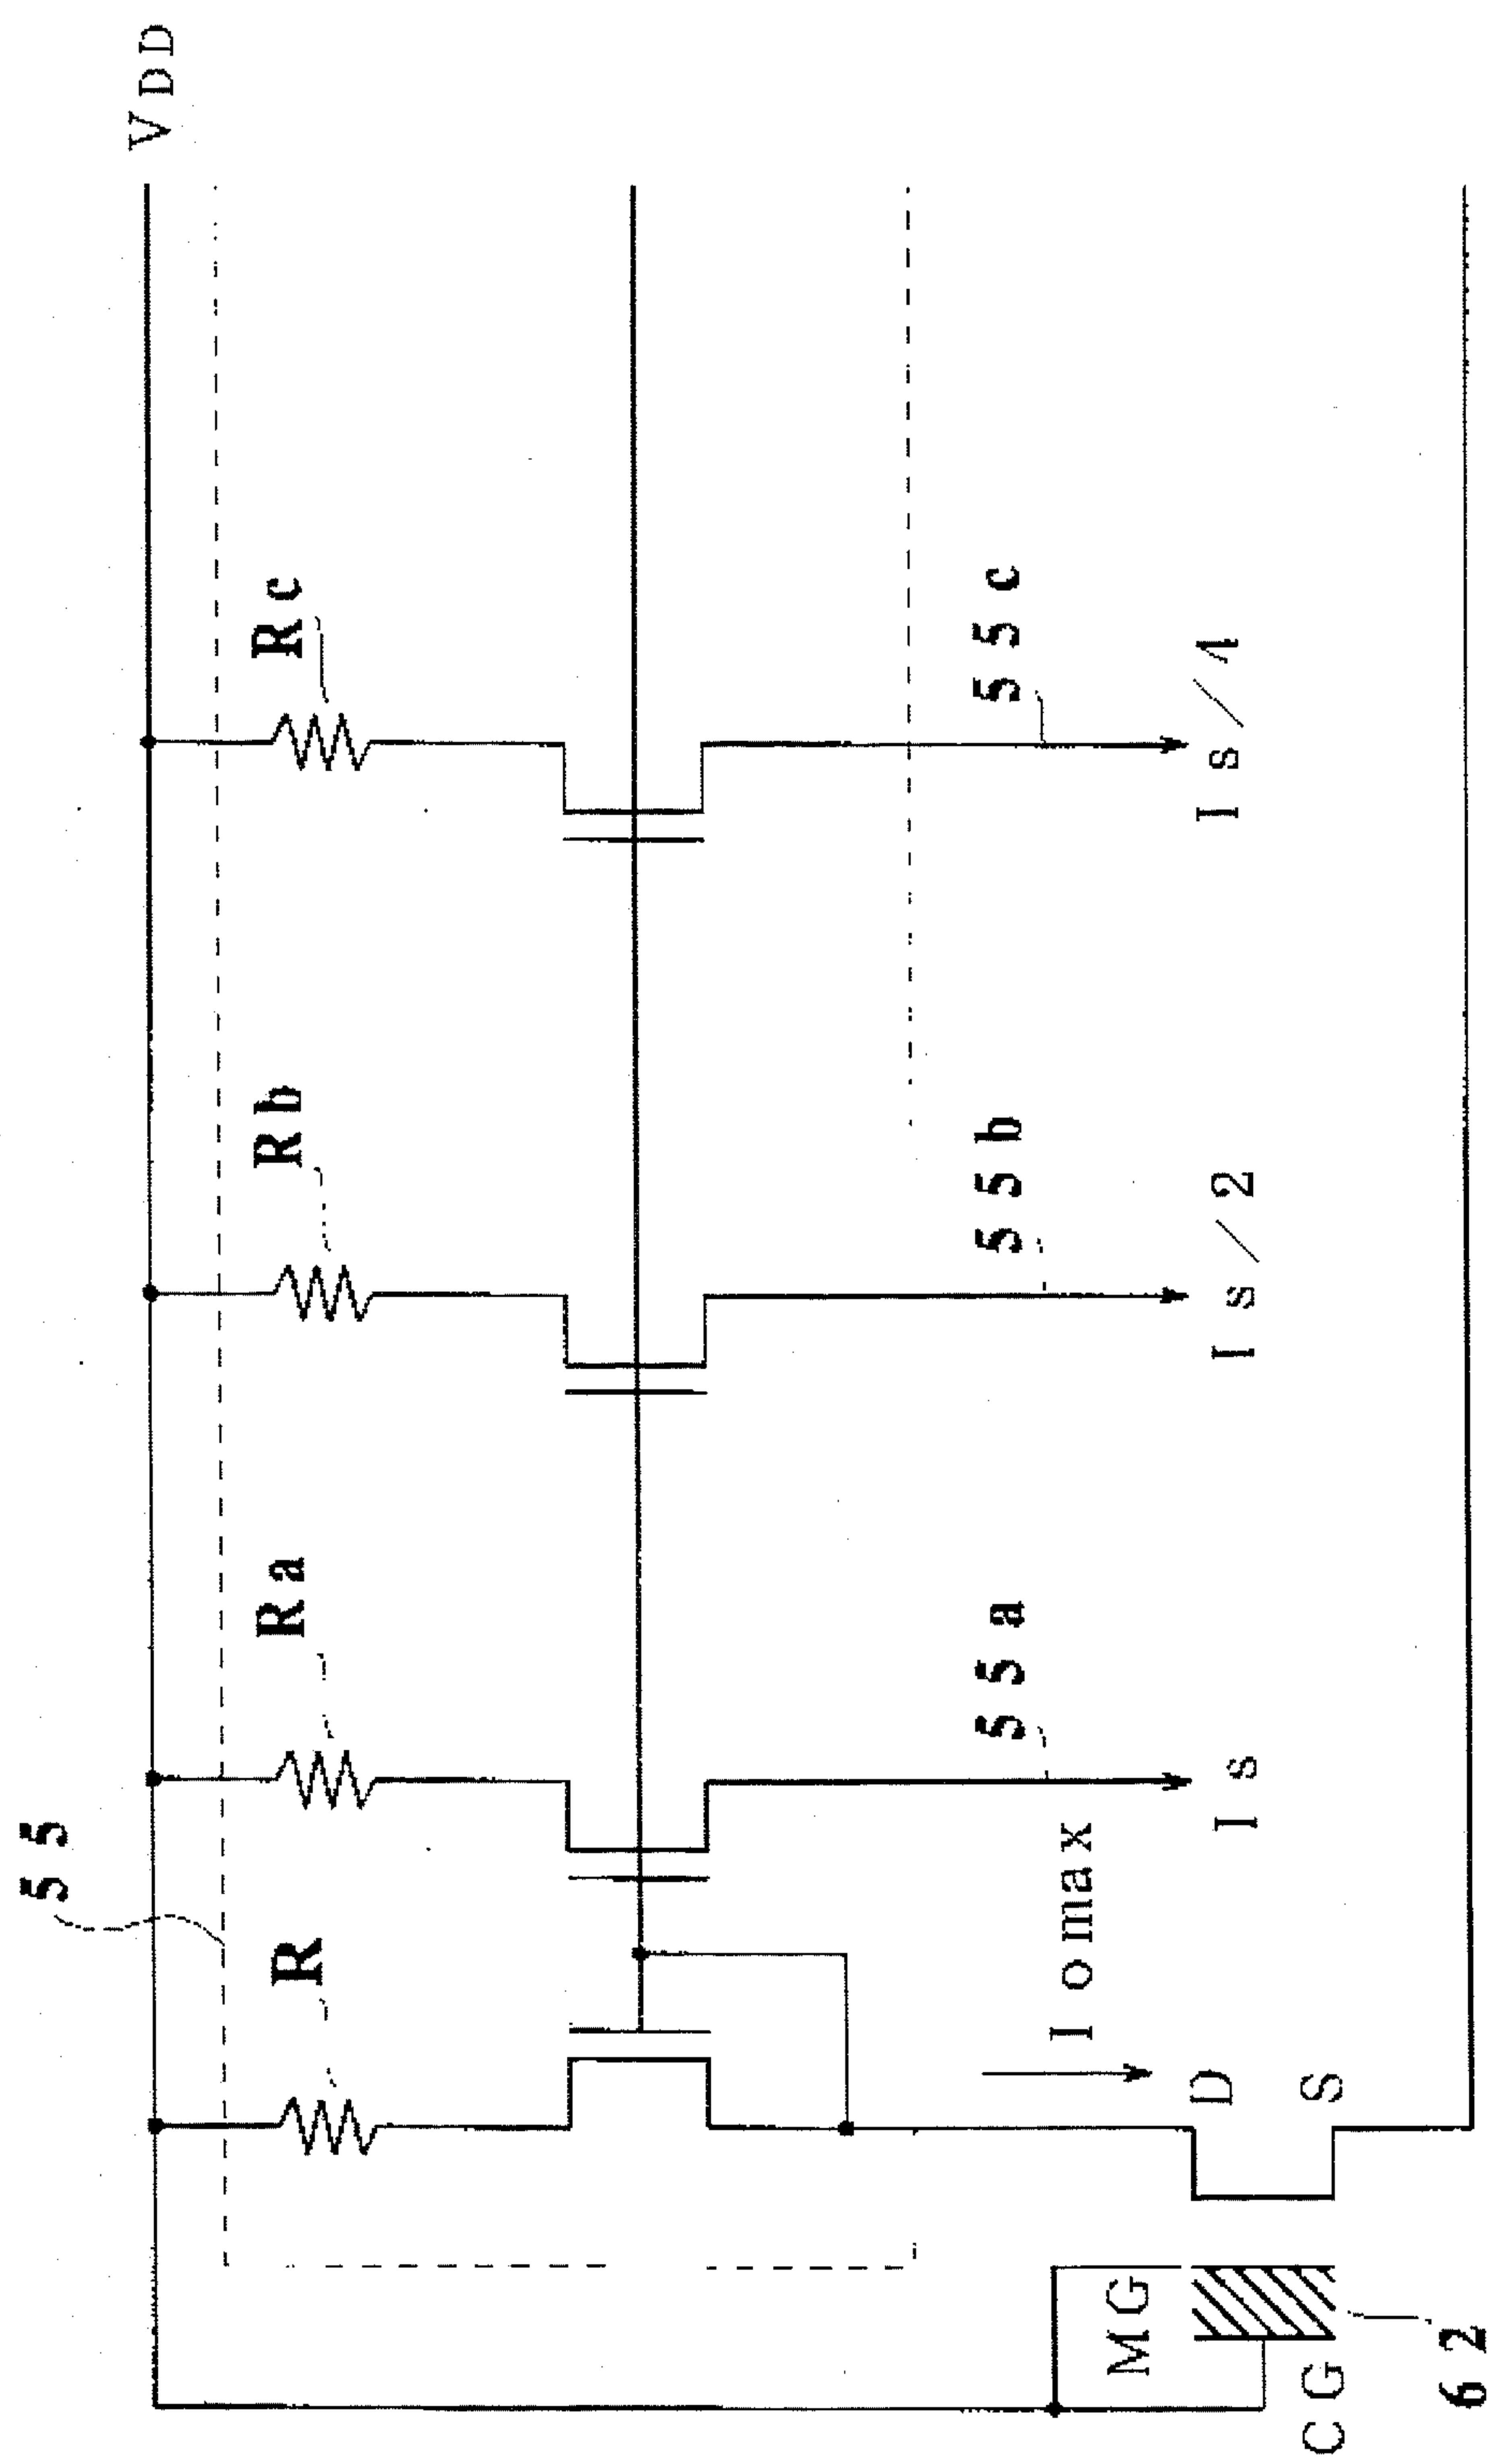 VDD
55
R
Ra
Rb
Rc
Iomax
55a
55b
55c
Is
Is/2
Is/4
D
S
MG
CG
62